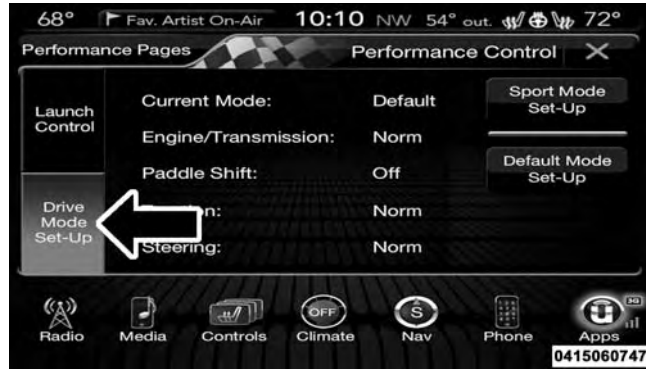 68° Fav. Artist On-Air 10:10 NW 54° out. 72°
Performance Pages Performance Control
Launch
Control
Drive
Mode
Set-Up
Current Mode: Default
Engine/Transmission: Norm
Paddle Shift: Off
Norm
Steering: Norm
Sport Mode
Set-Up
Default Mode
Set-Up
OFF
S
3G
Radio Media Controls Climate Nav Phone Apps
0415060747